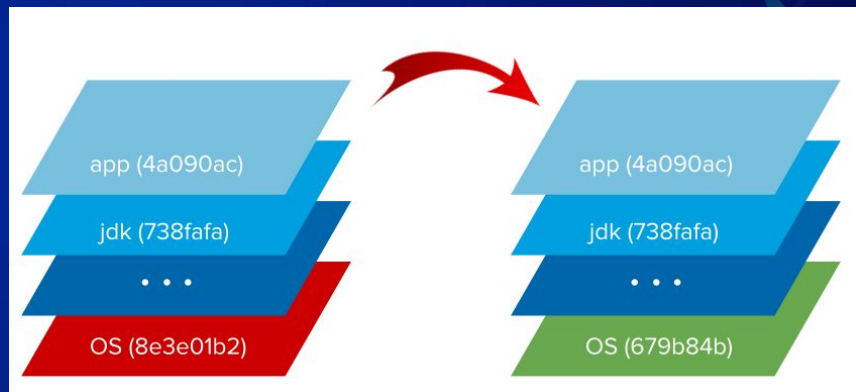 app (4a090ac)
jdk (738fafa)
• • •
OS (8e3e01b2)
app (4a090ac)
jdk (738fafa)
• • •
OS (679b84b)